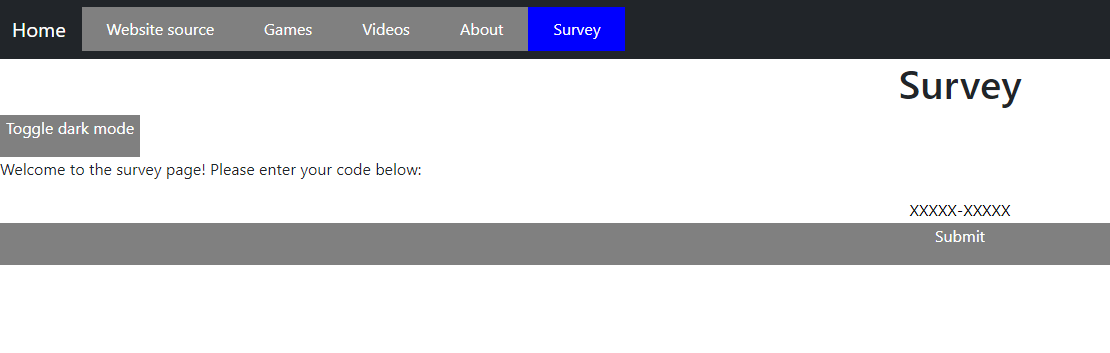 Home Website source Games Videos About Survey
Survey
Toggle dark mode
Welcome to the survey page! Please enter your code below:
XXXXX-XXXXX
Submit